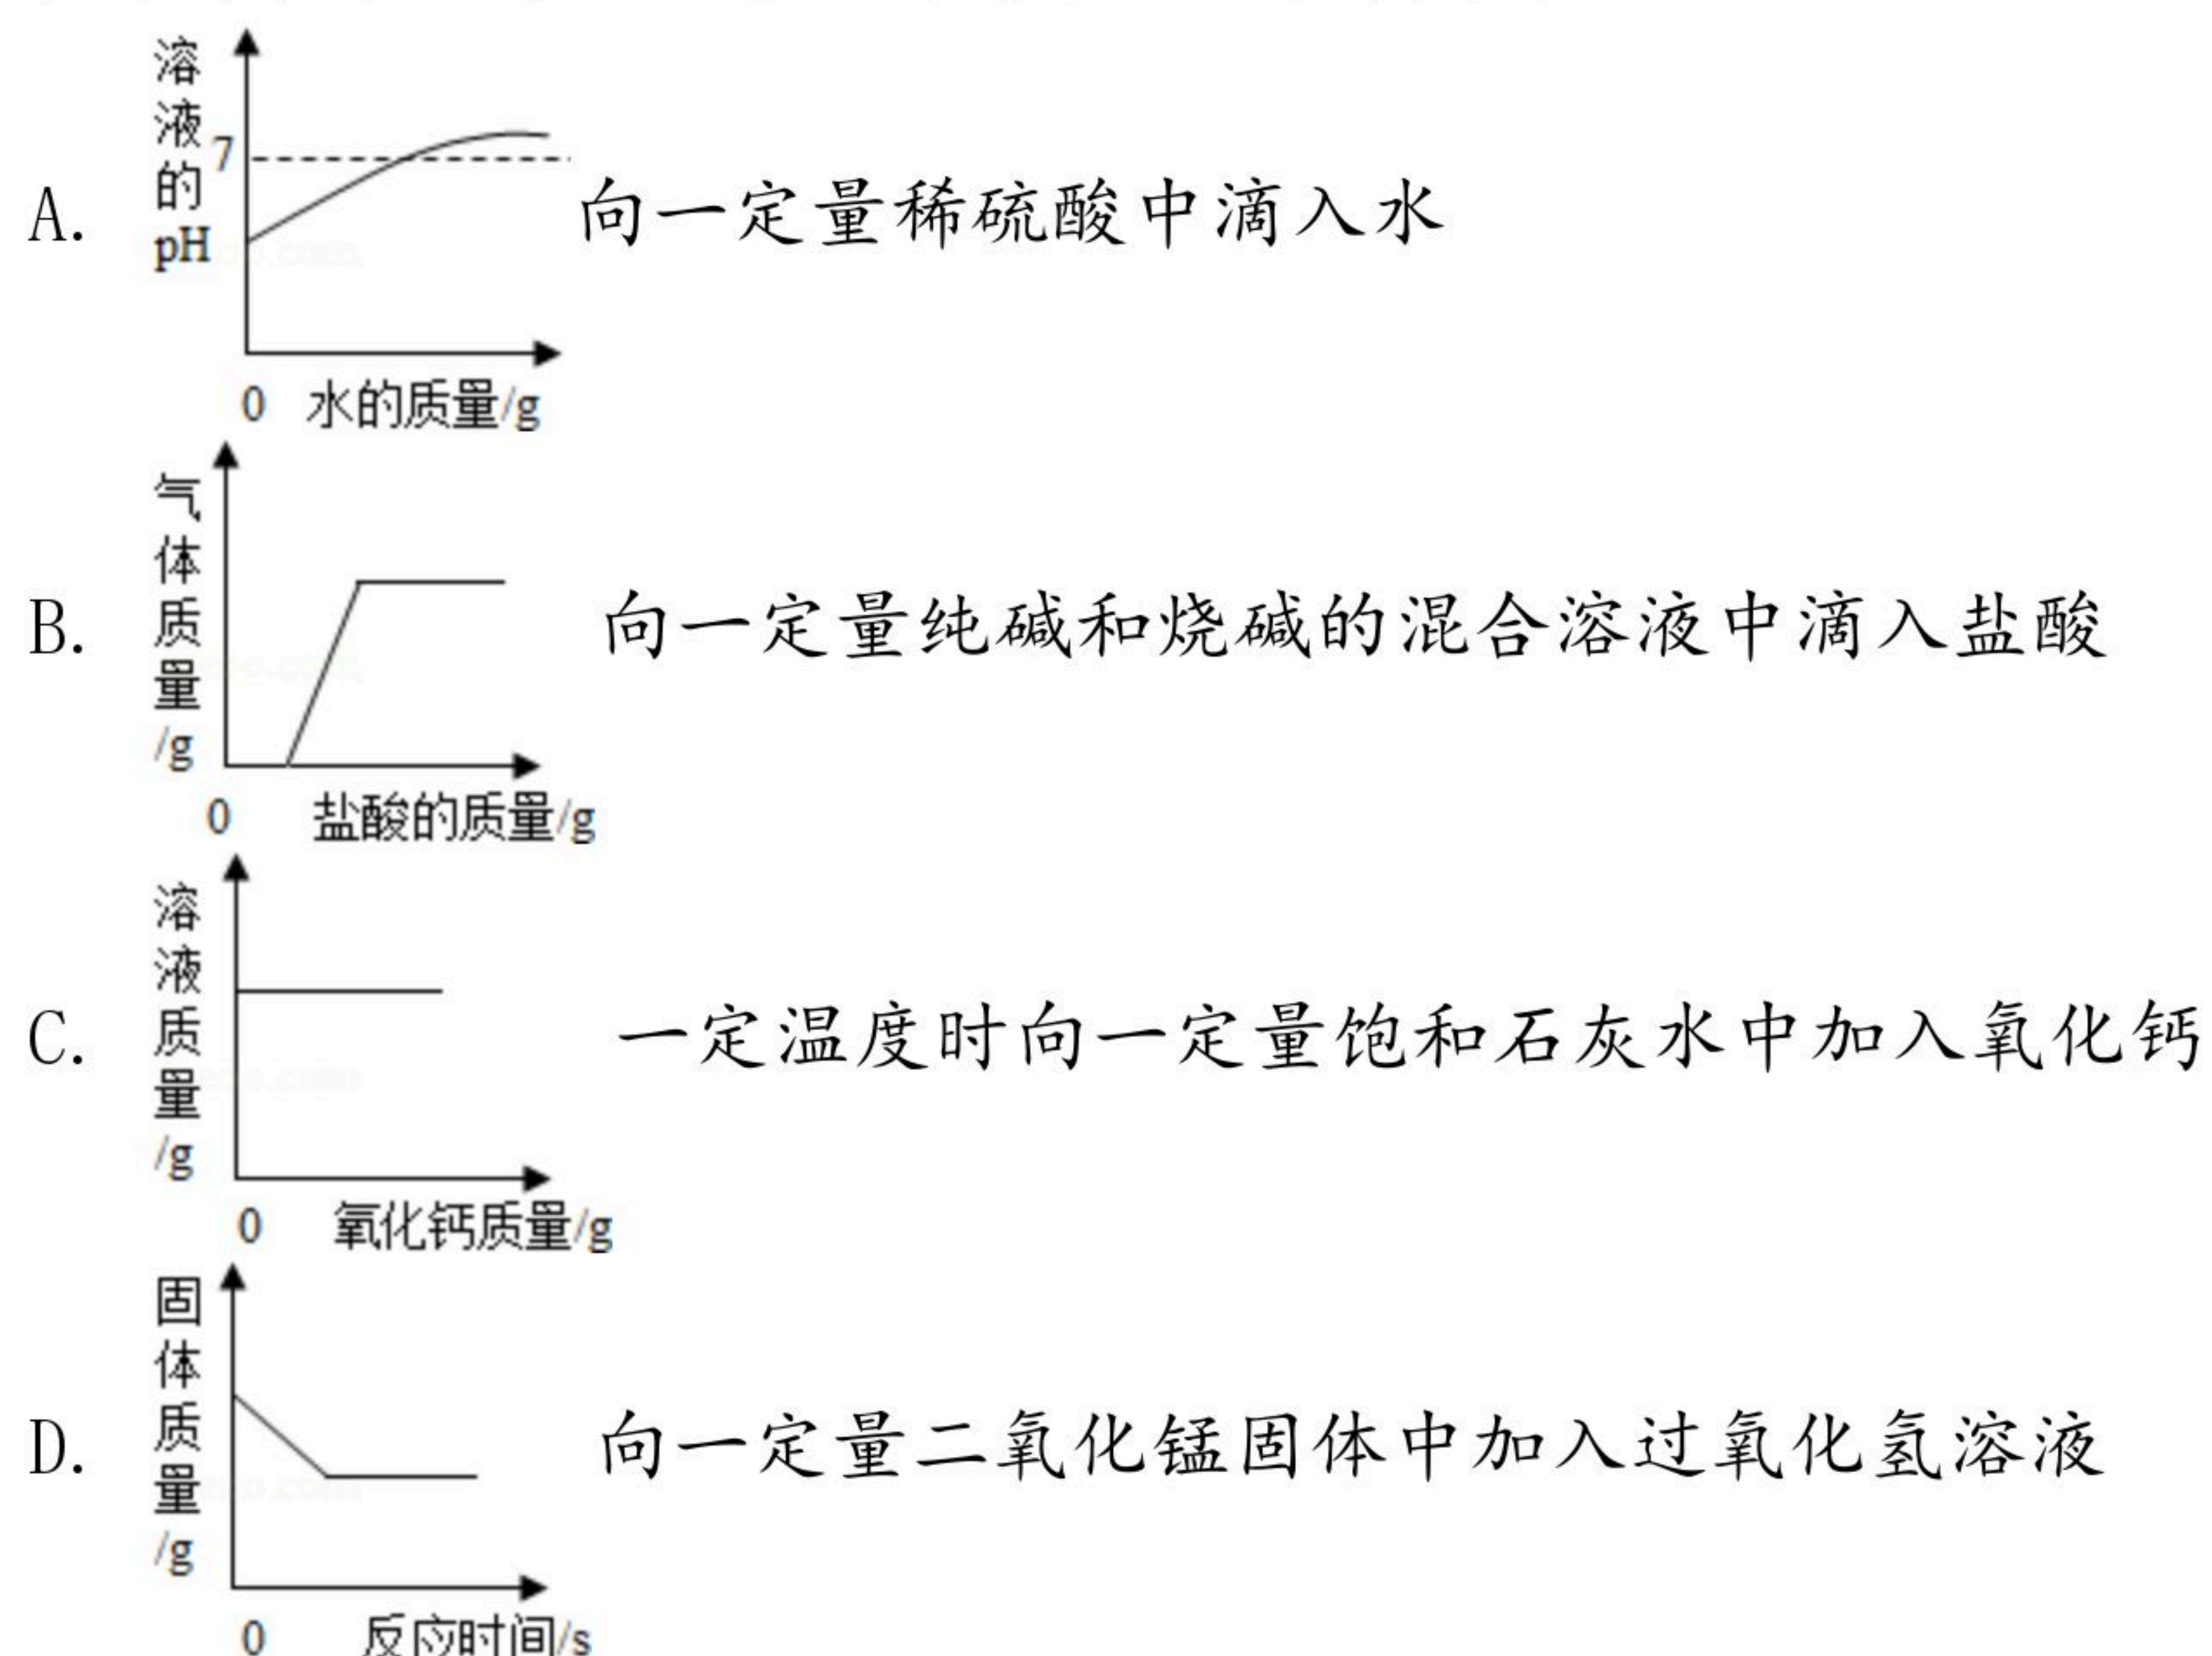 溶液的pH
7
A.
向一定量稀硫酸中滴入水
0 水的质量/g
气体质量/g
B.
向一定量纯碱和烧碱的混合溶液中滴入盐酸
0 盐酸的质量/g
溶液质量/g
C.
一定温度时向一定量饱和石灰水中加入氧化钙
0 氧化钙质量/g
固体质量/g
D.
向一定量二氧化锰固体中加入过氧化氢溶液
0 反应时间/s